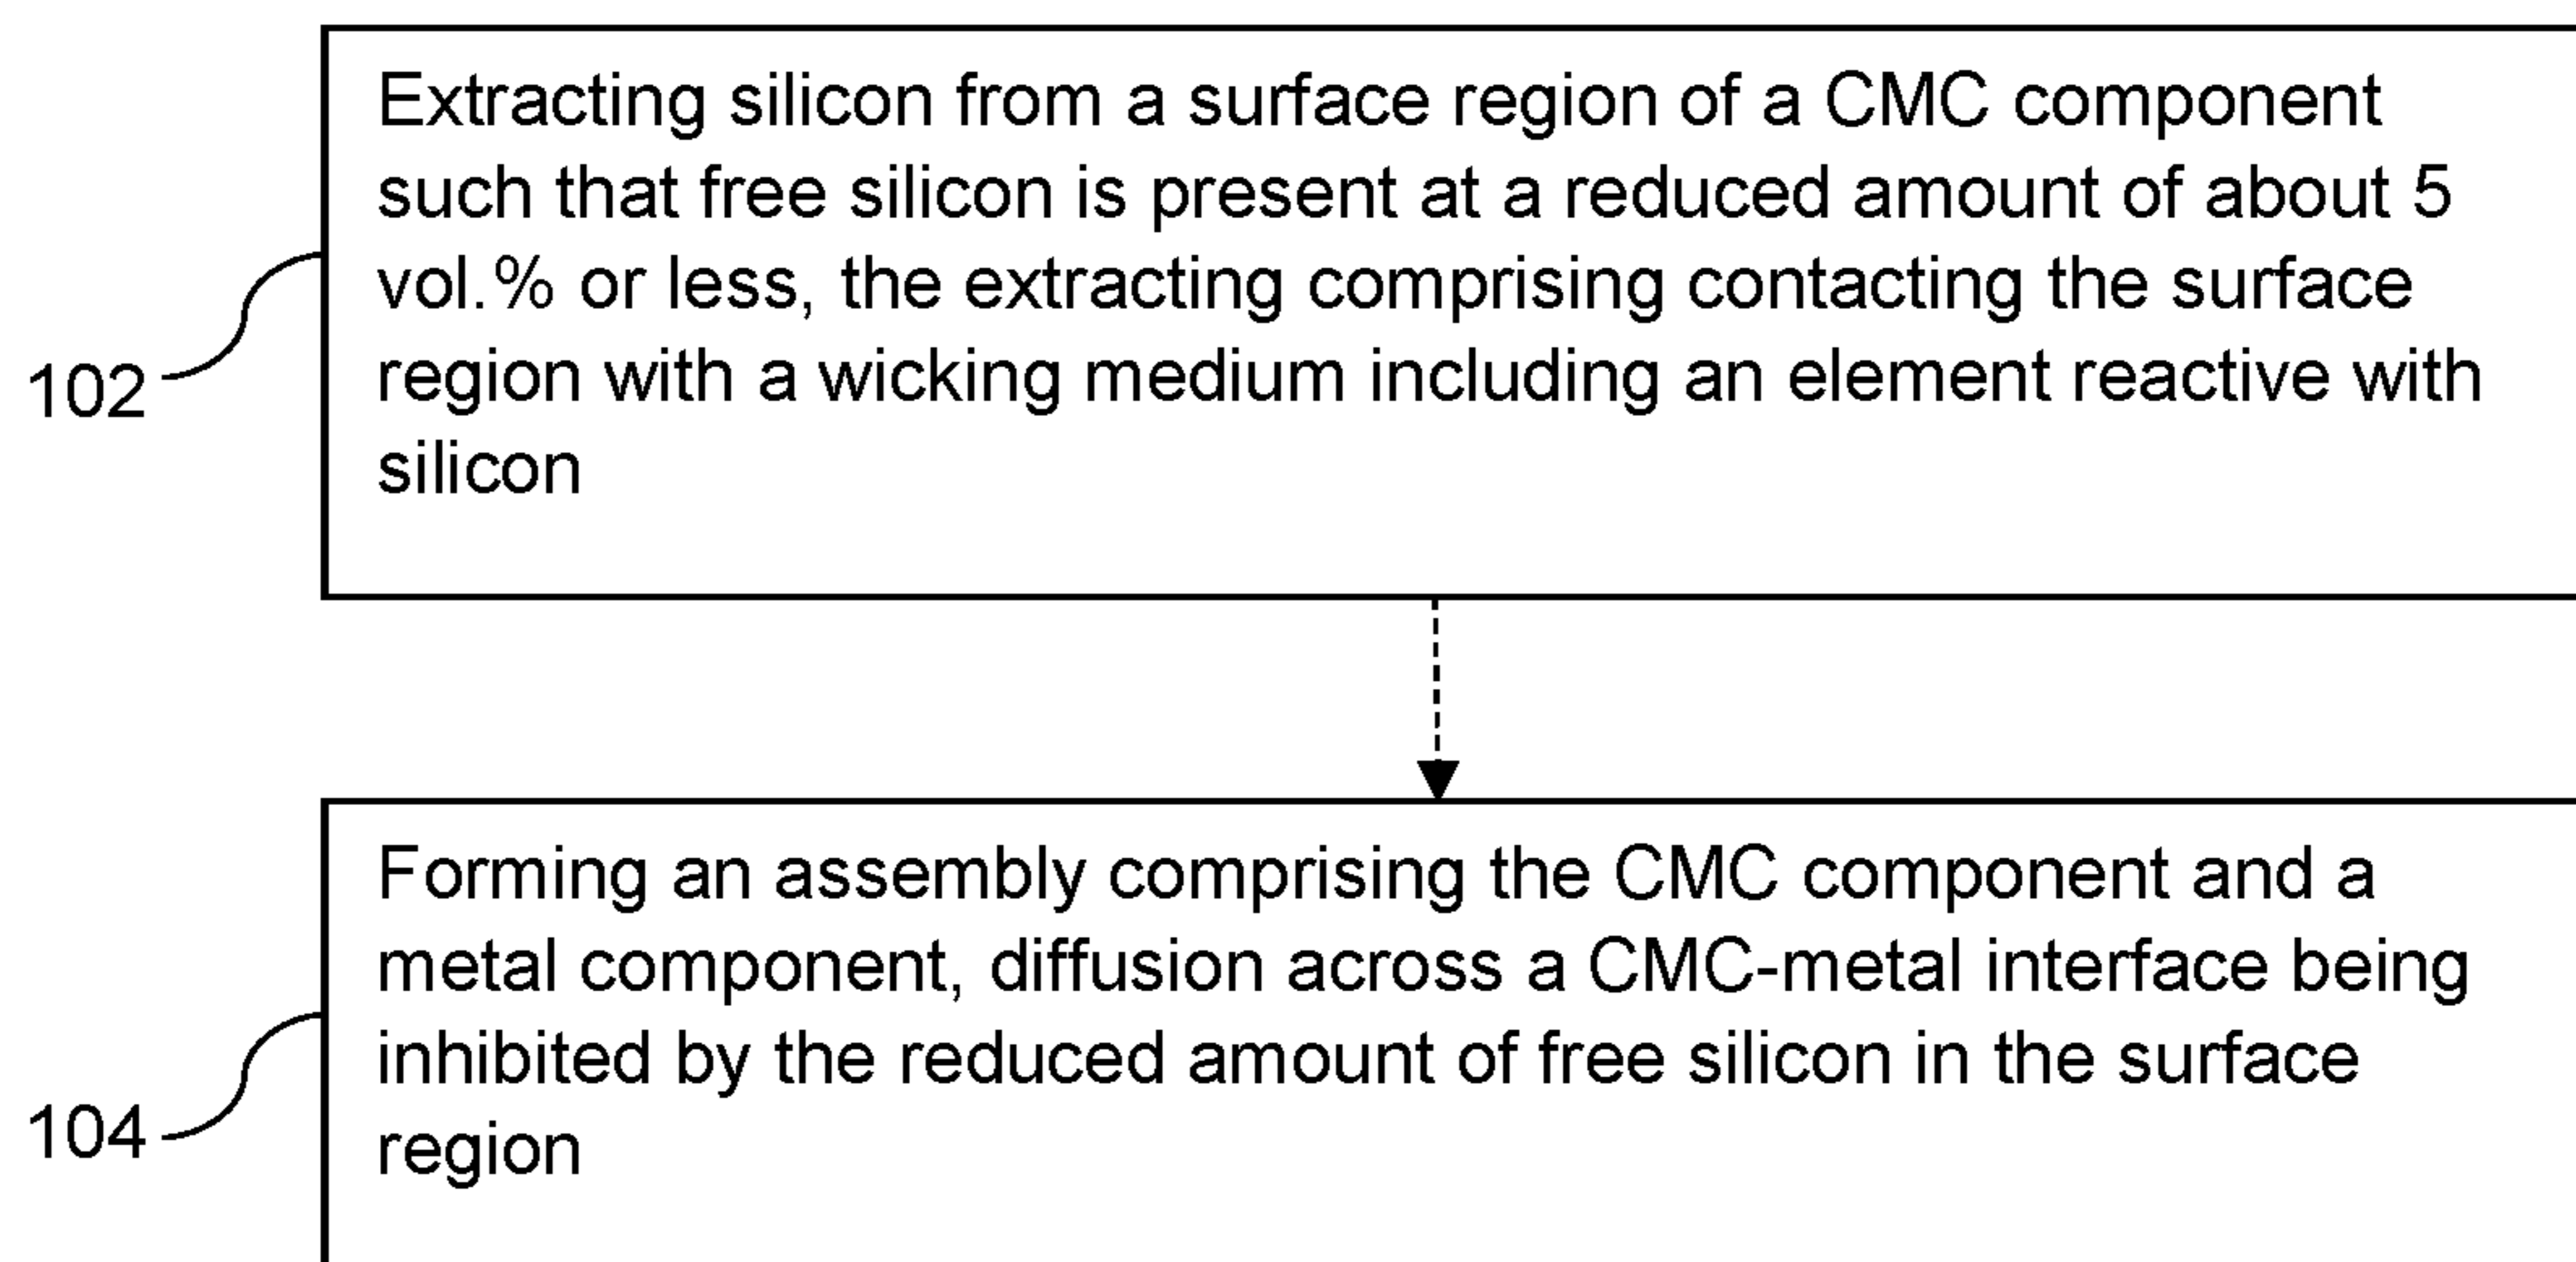 Extracting silicon from a surface region of a CMC component
such that free silicon is present at a reduced amount of about 5
vol.% or less, the extracting comprising contacting the surface
region with a wicking medium including an element reactive with
silicon
102
Forming an assembly comprising the CMC component and a
metal component, diffusion across a CMC-metal interface being
inhibited by the reduced amount of free silicon in the surface
region
104